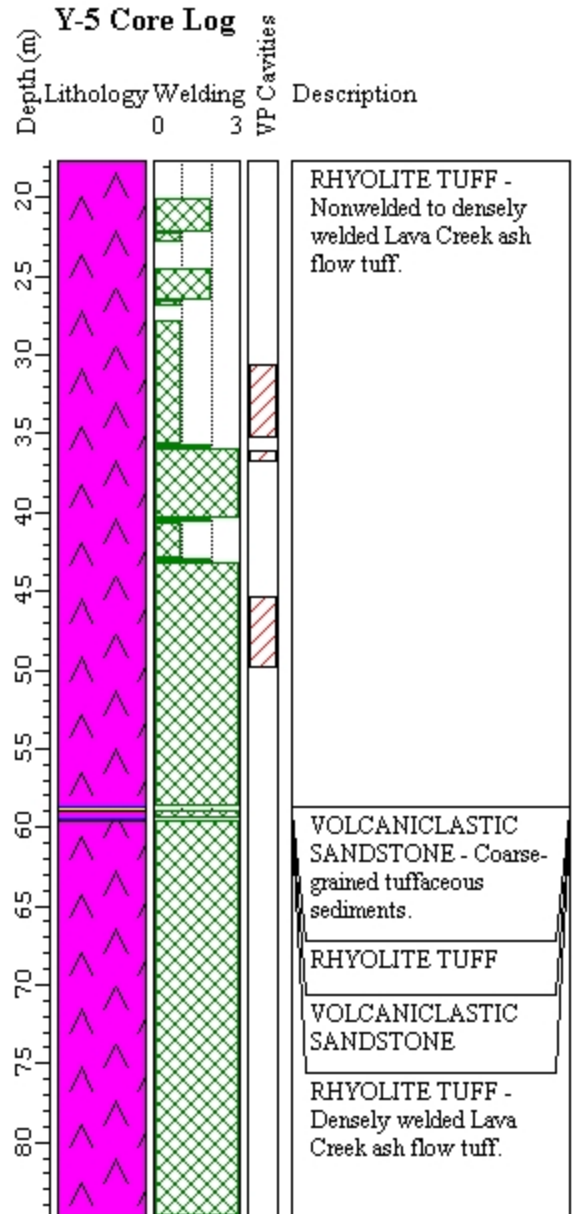 Y-5 Core Log
Depth (m)
Lithology
Welding
0 3
VP Cavities
Description
20
25
30
35
40
45
50
55
60
65
70
75
80
RHYOLITE TUFF -
Nonwelded to densely
welded Lava Creek ash
flow tuff.
VOLCANICLASTIC
SANDSTONE - Coarse-
grained tuffaceous
sediments.
RHYOLITE TUFF
VOLCANICLASTIC
SANDSTONE
RHYOLITE TUFF -
Densely welded Lava
Creek ash flow tuff.